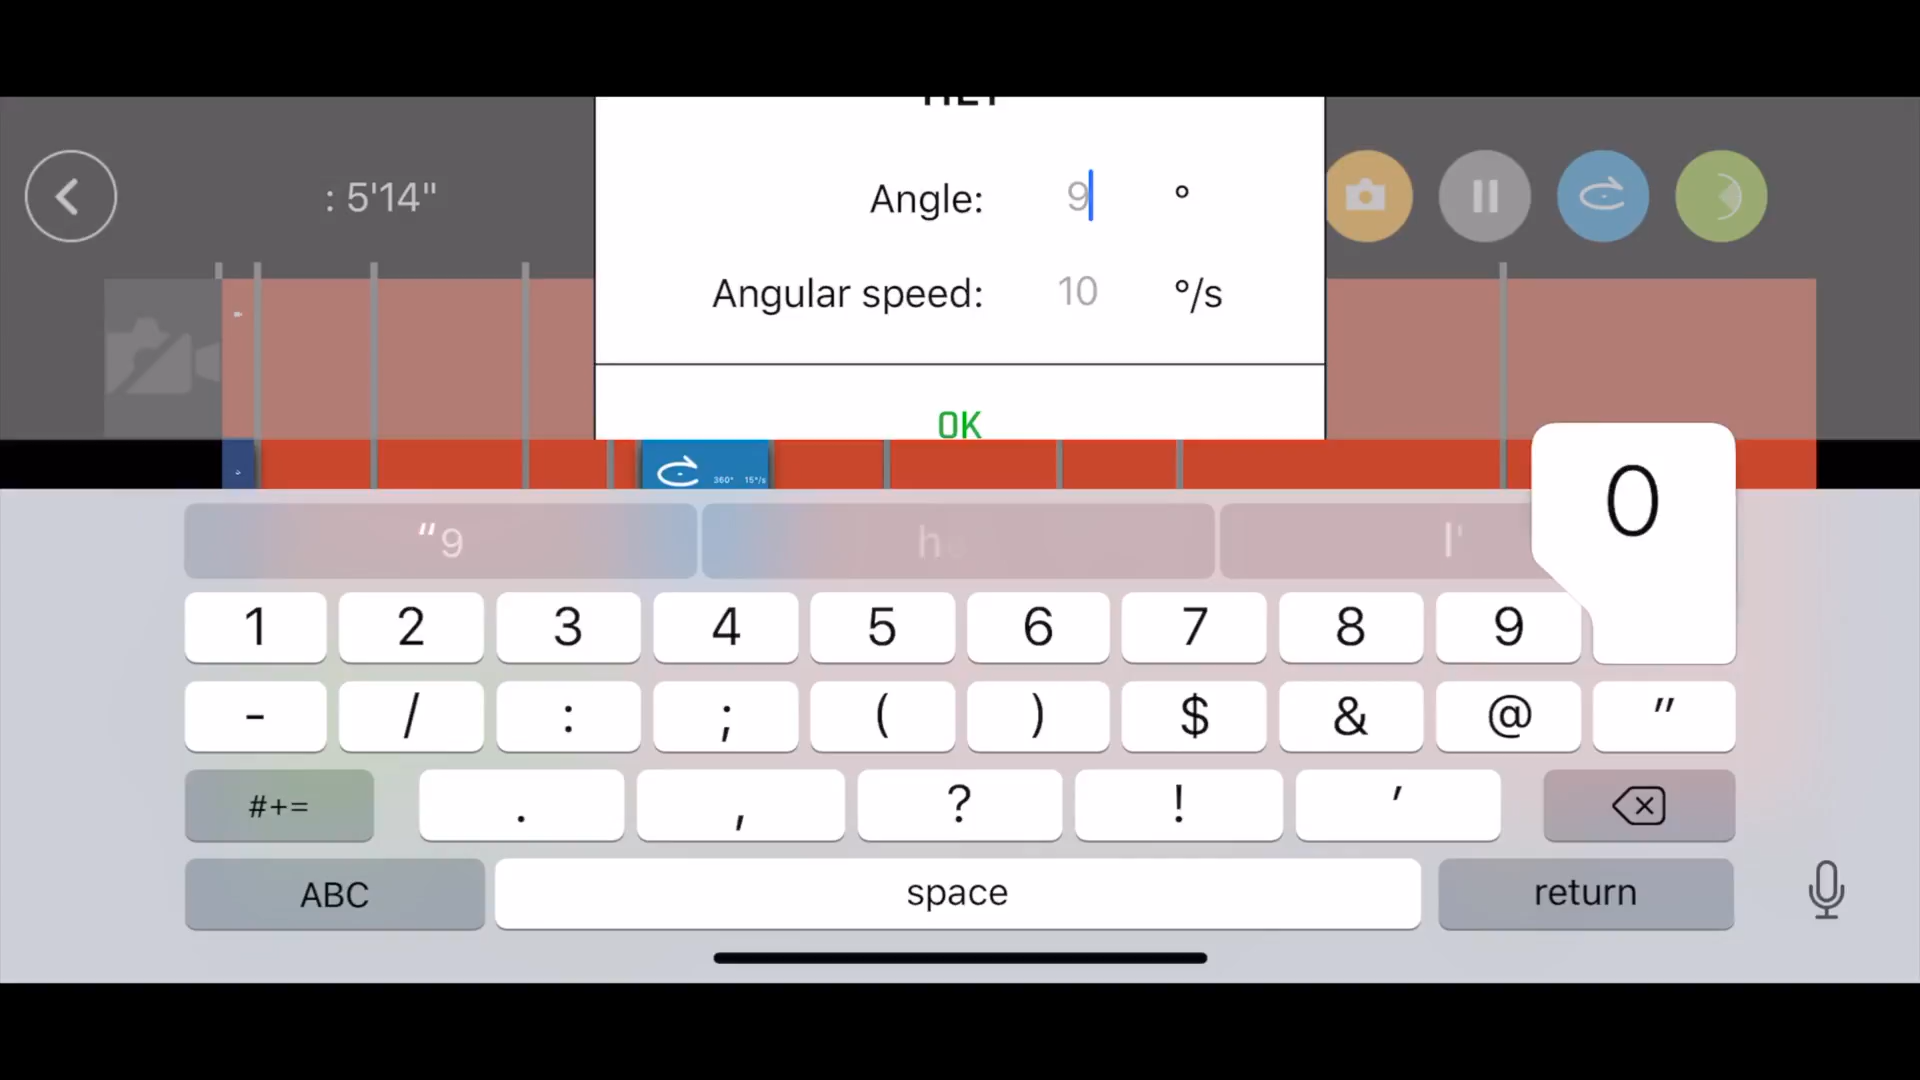 : 5'14"
Angle: 9 °
Angular speed: 10 °/s
OK
360° 15°/s
“9
0
1 2 3 4 5 6 7 8 9
- / : ; ( ) $ & @ "
#+= . , ? ! ’
ABC space return